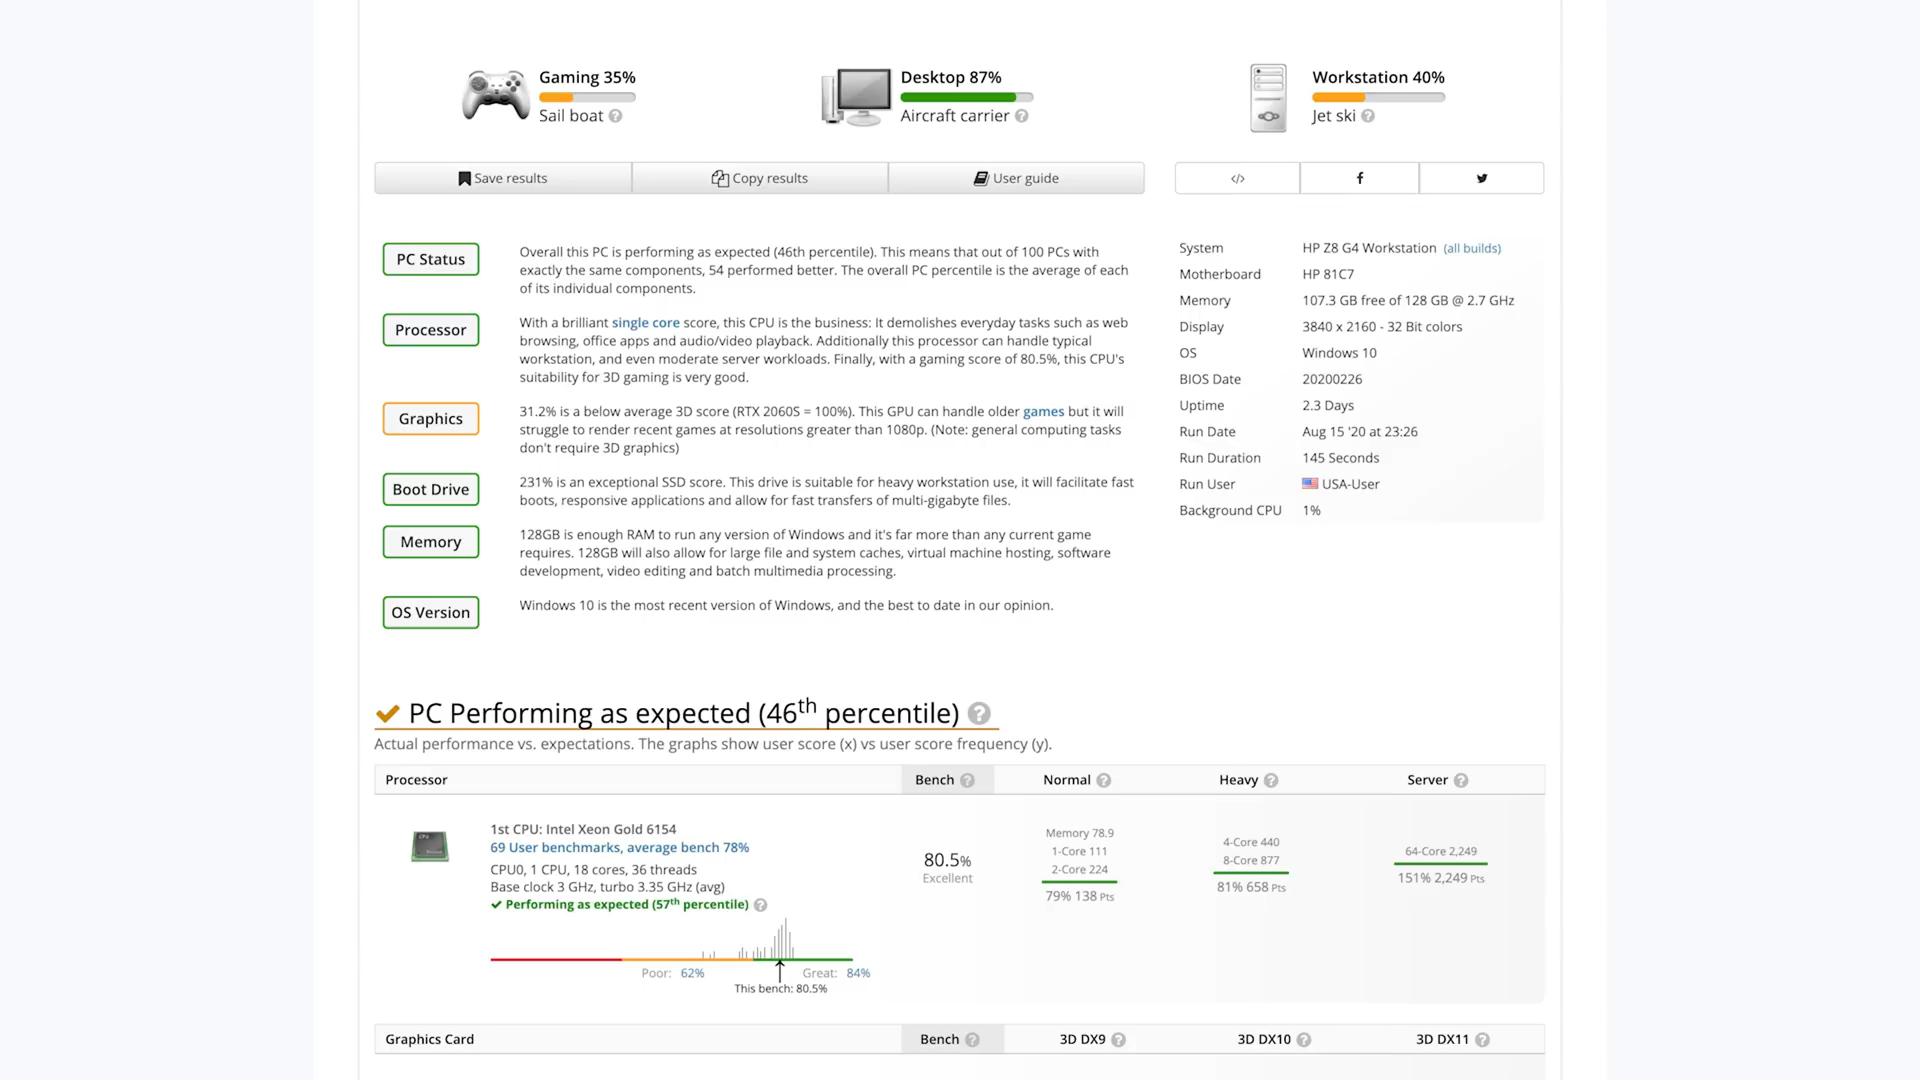 Gaming 35%
Sail boat
Desktop 87%
Aircraft carrier
Workstation 40%
Jet ski
Save results
Copy results
User guide
</>
PC Status
Overall this PC is performing as expected (46th percentile). This means that out of 100 PCs with
exactly the same components, 54 performed better. The overall PC percentile is the average of each
of its individual components.
Processor
With a brilliant single core score, this CPU is the business: It demolishes everyday tasks such as web
browsing, office apps and audio/video playback. Additionally this processor can handle typical
workstation, and even moderate server workloads. Finally, with a gaming score of 80.5%, this CPU's
suitability for 3D gaming is very good.
Graphics
31.2% is a below average 3D score (RTX 2060S = 100%). This GPU can handle older games but it will
struggle to render recent games at resolutions greater than 1080p. (Note: general computing tasks
don't require 3D graphics)
Boot Drive
231% is an exceptional SSD score. This drive is suitable for heavy workstation use, it will facilitate fast
boots, responsive applications and allow for fast transfers of multi-gigabyte files.
Memory
128GB is enough RAM to run any version of Windows and it's far more than any current game
requires. 128GB will also allow for large file and system caches, virtual machine hosting, software
development, video editing and batch multimedia processing.
OS Version
Windows 10 is the most recent version of Windows, and the best to date in our opinion.
System HP Z8 G4 Workstation (all builds)
Motherboard HP 81C7
Memory 107.3 GB free of 128 GB @ 2.7 GHz
Display 3840 x 2160 - 32 Bit colors
OS Windows 10
BIOS Date 20200226
Uptime 2.3 Days
Run Date Aug 15 '20 at 23:26
Run Duration 145 Seconds
Run User USA-User
Background CPU 1%
PC Performing as expected (46th percentile) ?
Actual performance vs. expectations. The graphs show user score (x) vs user score frequency (y).
Processor Bench ? Normal ? Heavy ? Server ?
1st CPU: Intel Xeon Gold 6154
69 User benchmarks, average bench 78%
CPU0, 1 CPU, 18 cores, 36 threads
Base clock 3 GHz, turbo 3.35 GHz (avg)
Performing as expected (57th percentile) ?
Poor: 62% Great: 84%
This bench: 80.5%
80.5%
Excellent
Memory 78.9
1-Core 111
2-Core 224
79% 138 Pts
4-Core 440
8-Core 877
81% 658 Pts
64-Core 2,249
151% 2,249 Pts
Graphics Card Bench ? 3D DX9 ? 3D DX10 ? 3D DX11 ?